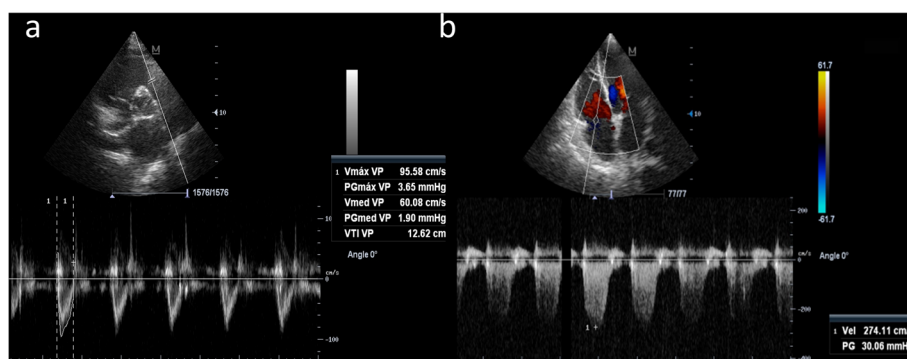 a
M
10
1576/1576
1 Vmáx VP 95.58 cm/s
PGmáx VP 3.65 mmHg
Vmed VP 60.08 cm/s
PGmed VP 1.90 mmHg
VTI VP 12.62 cm
Angle 0°
1 1
10
cm/s
-100
b
M
10
77/77
61.7
-61.7
Angle 0°
200
cm/s
-200
1
1 Vel 274.11 cm/
PG 30.06 mmH